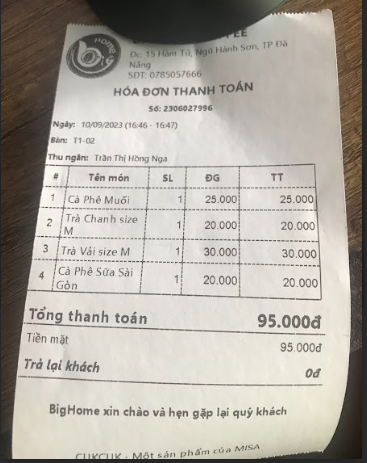 HOME
Big
EE
Đc: 15 Hàm Tử, Ngũ Hành Sơn, TP Đà
Nẵng
SDT: 0785057666
HÓA ĐƠN THANH TOÁN
Số: 2306027996
Ngày: 10/09/2023 (16:46 - 16:47)
Bàn: T1-02
Thu ngân: Trần Thị Hồng Nga
# Tên món SL ĐG TT
1 Cà Phê Muối 1 25.000 25.000
2 Trà Chanh size M 1 20.000 20.000
3 Trà Vải size M 1 30.000 30.000
4 Cà Phê Sữa Sài Gòn 1 20.000 20.000
Tổng thanh toán 95.000đ
Tiền mặt 95.000đ
Trả lại khách 0đ
BigHome xin chào và hẹn gặp lại quý khách
CUKCUK - Một sản phẩm của MISA